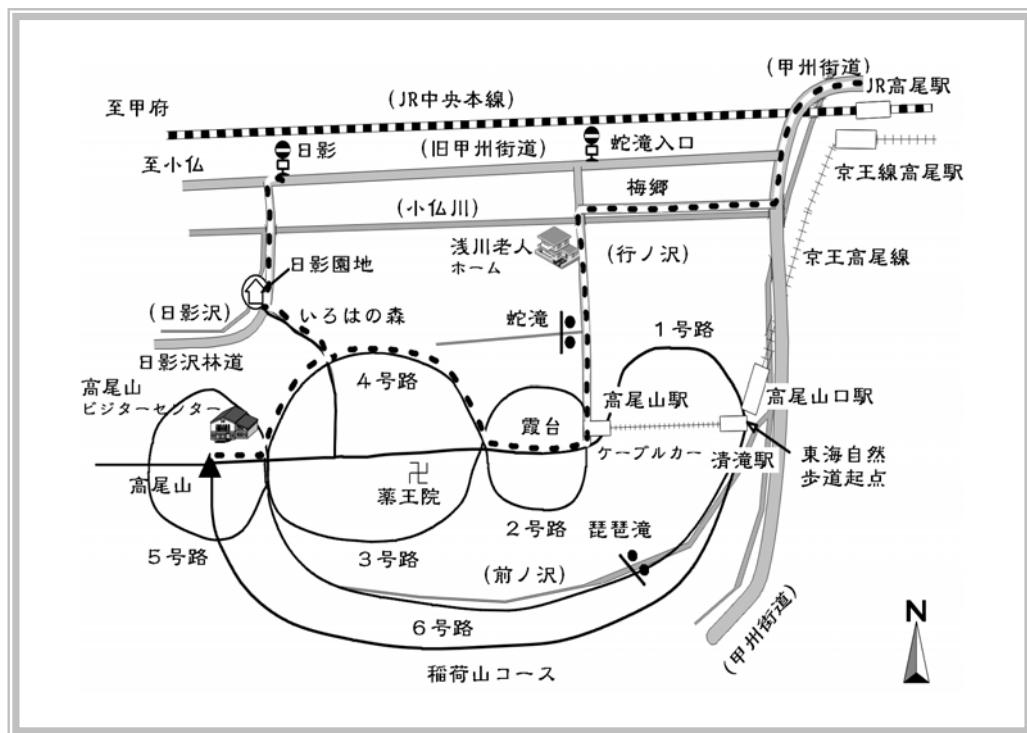 (甲州街道)
JR高尾駅
(JR中央本線)
至甲府
日影
(旧甲州街道)
蛇滝入口
至小仏
京王線高尾駅
梅郷
(小仏川)
浅川老人
ホーム
(行ノ沢)
京王高尾線
日影園地
(日影沢)
いろはの森
蛇滝
1号路
日影沢林道
4号路
高尾山
ビジターセンター
高尾山駅
高尾山口駅
霞台
ケーブルカー
清滝駅
東海自然
歩道起点
高尾山
卍
薬王院
2号路
琵琶滝
5号路
3号路
(前ノ沢)
6号路
稲荷山コース
(甲州街道)
N